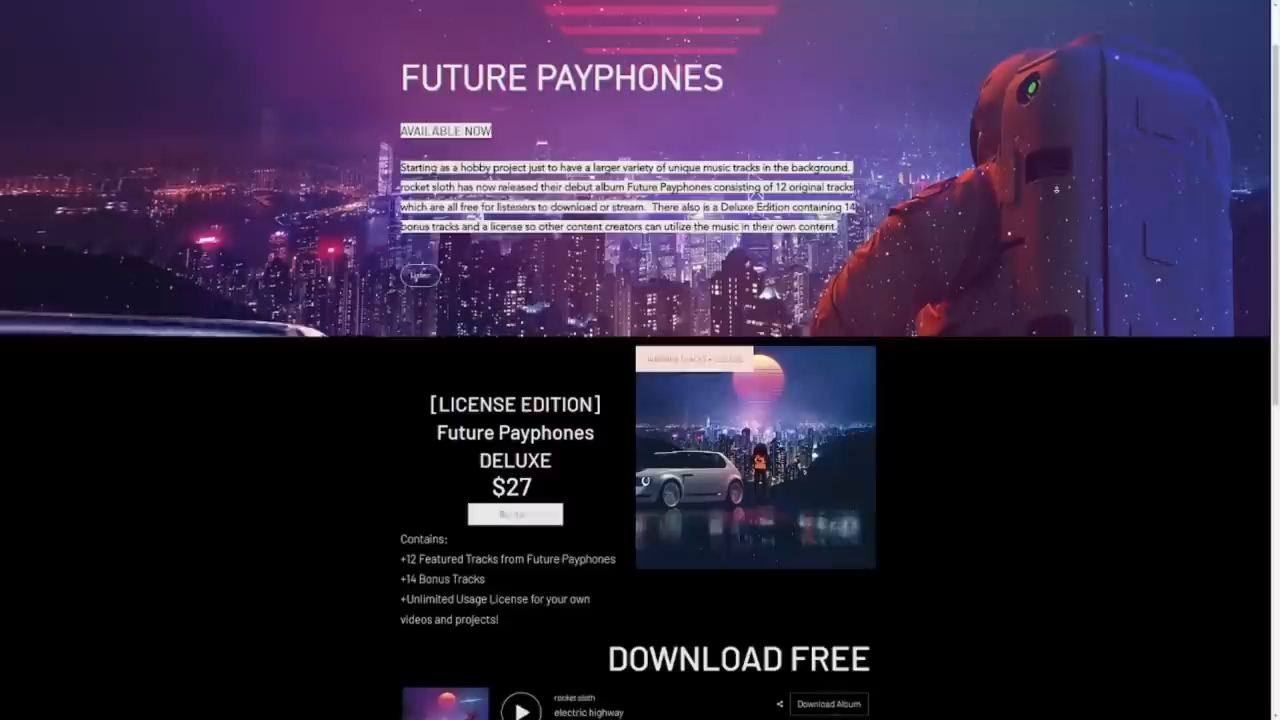 FUTURE PAYPHONES
AVAILABLE NOW
Starting as a hobby project just to have a larger variety of unique music tracks in the background.
rocket sloth has now released their debut album Future Payphones consisting of 12 original tracks
which are all free for listeners to download or stream. There also is a Deluxe Edition containing 14
bonus tracks and a license so other content creators can utilize the music in their own content.
Listen
[LICENSE EDITION]
Future Payphones
DELUXE
$27
Contains:
+12 Featured Tracks from Future Payphones
+14 Bonus Tracks
+Unlimited Usage License for your own
videos and projects!
DOWNLOAD FREE
rocket sloth
electric highway
Download Album